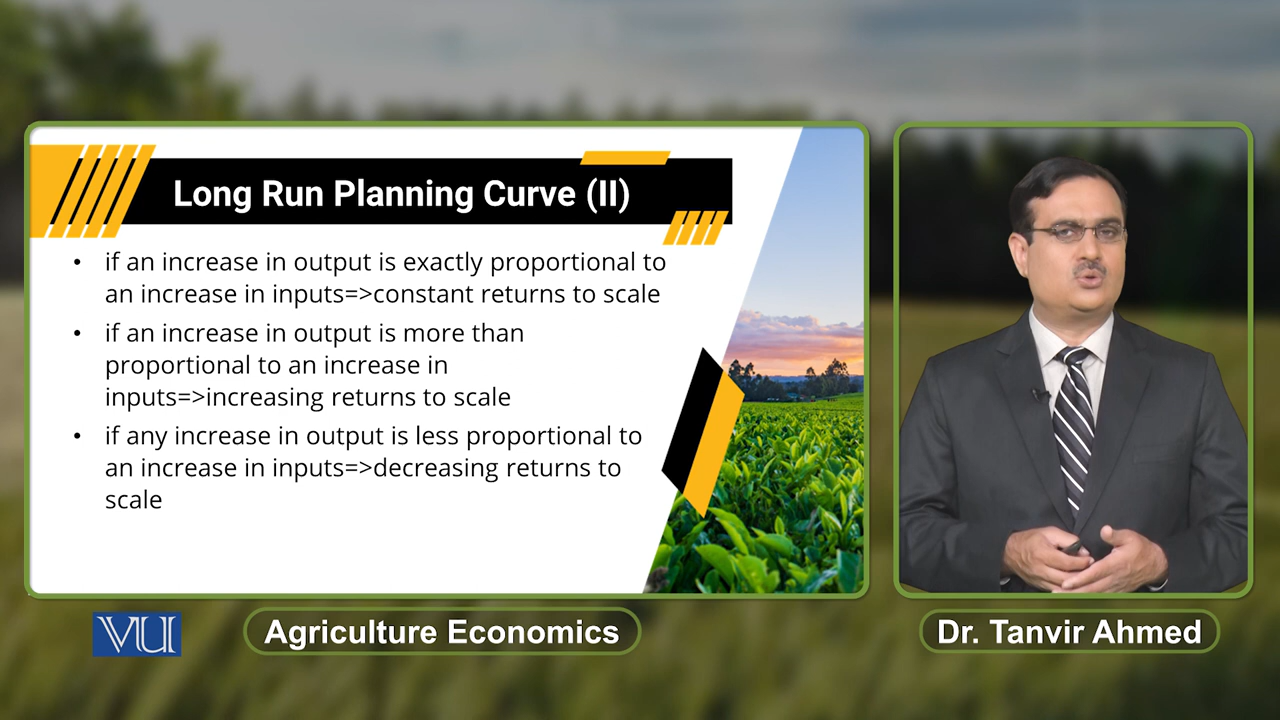 Long Run Planning Curve (II)
• if an increase in output is exactly proportional to
an increase in inputs=>constant returns to scale
• if an increase in output is more than
proportional to an increase in
inputs=>increasing returns to scale
• if any increase in output is less proportional to
an increase in inputs=>decreasing returns to
scale
VU
Agriculture Economics
Dr. Tanvir Ahmed